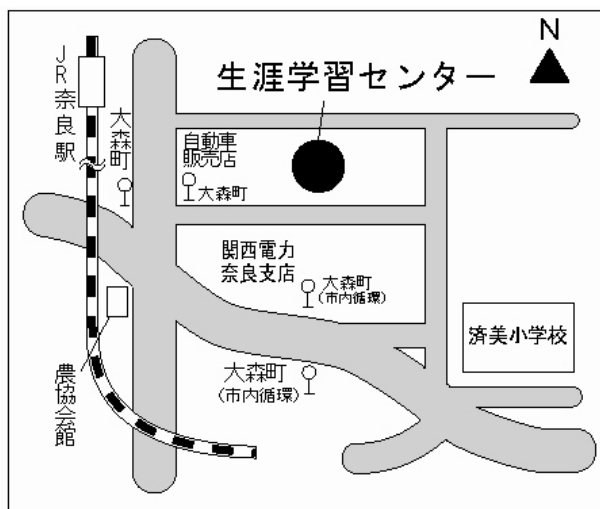 N
生涯学習センター
JR奈良駅
大森町
自動車
販売店
大森町
関西電力
奈良支店
大森町
(市内循環)
済美小学校
大森町
(市内循環)
農協会館